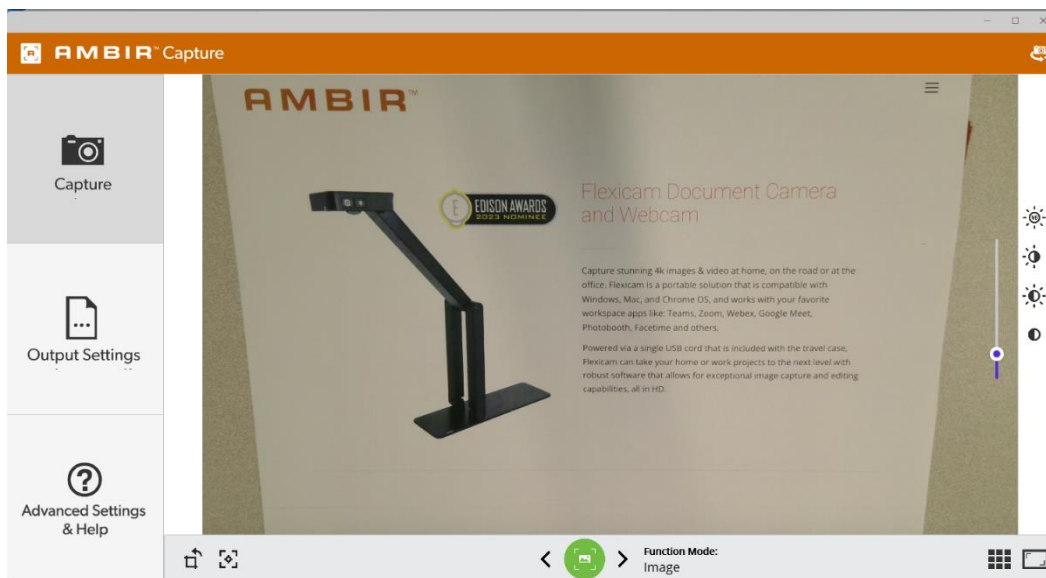 AMBIR™ Capture
Capture
Output Settings
Advanced Settings
& Help
AMBIR™
E EDISON AWARDS
2023 NOMINEE
Flexicam Document Camera
and Webcam
Capture stunning 4k images & video at home, on the road or at the
office. Flexicam is a portable solution that is compatible with
Windows, Mac, and Chrome OS, and works with your favorite
workspace apps like: Teams, Zoom, Webex, Google Meet,
Photobooth, Facetime and others.
Powered via a single USB cord that is included with the travel case,
Flexicam can take your home or work projects to the next level with
robust software that allows for exceptional image capture and editing
capabilities, all in HD.
Function Mode:
Image